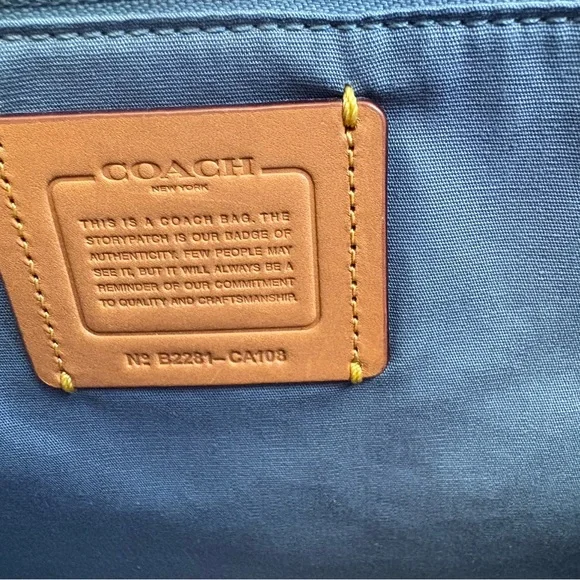 COACH
NEW YORK
THIS IS A COACH BAG. THE
STORYPATCH IS OUR BADGE OF
AUTHENTICITY. FEW PEOPLE MAY
SEE IT, BUT IT WILL ALWAYS BE A
REMINDER OF OUR COMMITMENT
TO QUALITY AND CRAFTSMANSHIP.
Nº B2281-CA108